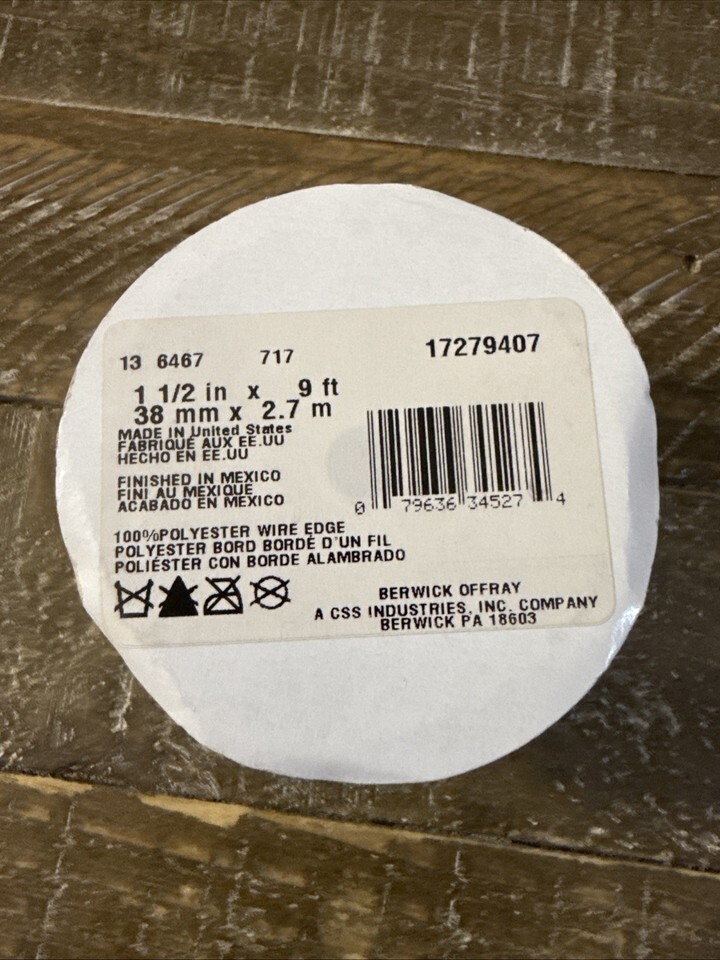 13 6467 717 17279407
1 1/2 in x 9 ft
38 mm x 2.7 m
MADE IN United States
FABRIQUÉ AUX EE.UU
HECHO EN EE.UU
FINISHED IN MEXICO
FINI AU MEXIQUE
ACABADO EN MEXICO
0 79636 34527 4
100%POLYESTER WIRE EDGE
POLYESTER BORD BORDÉ D'UN FIL
POLIÉSTER CON BORDE ALAMBRADO
BERWICK OFFRAY
A CSS INDUSTRIES, INC. COMPANY
BERWICK PA 18603